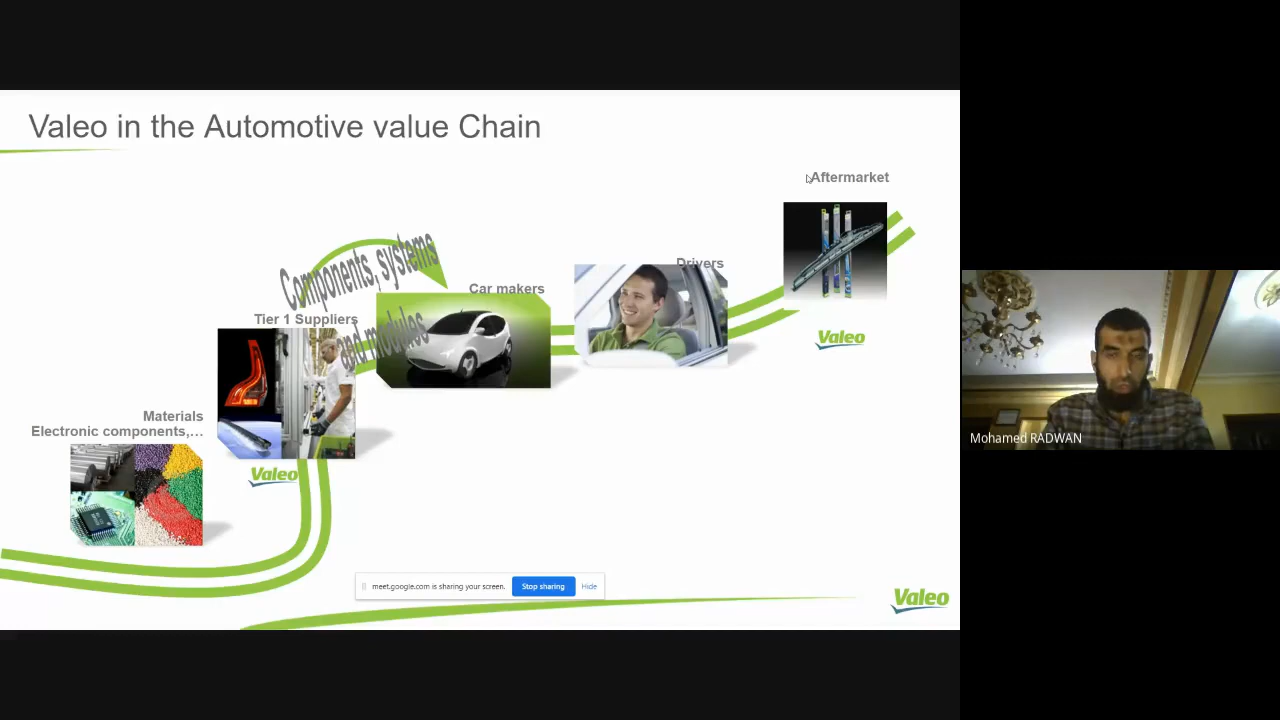 Valeo in the Automotive value Chain
Aftermarket
Components, systems
and modules
Drivers
Car makers
Tier 1 Suppliers
Valeo
Materials
Electronic components,...
Valeo
Mohamed RADWAN
meet.google.com is sharing your screen. Stop sharing Hide
Valeo